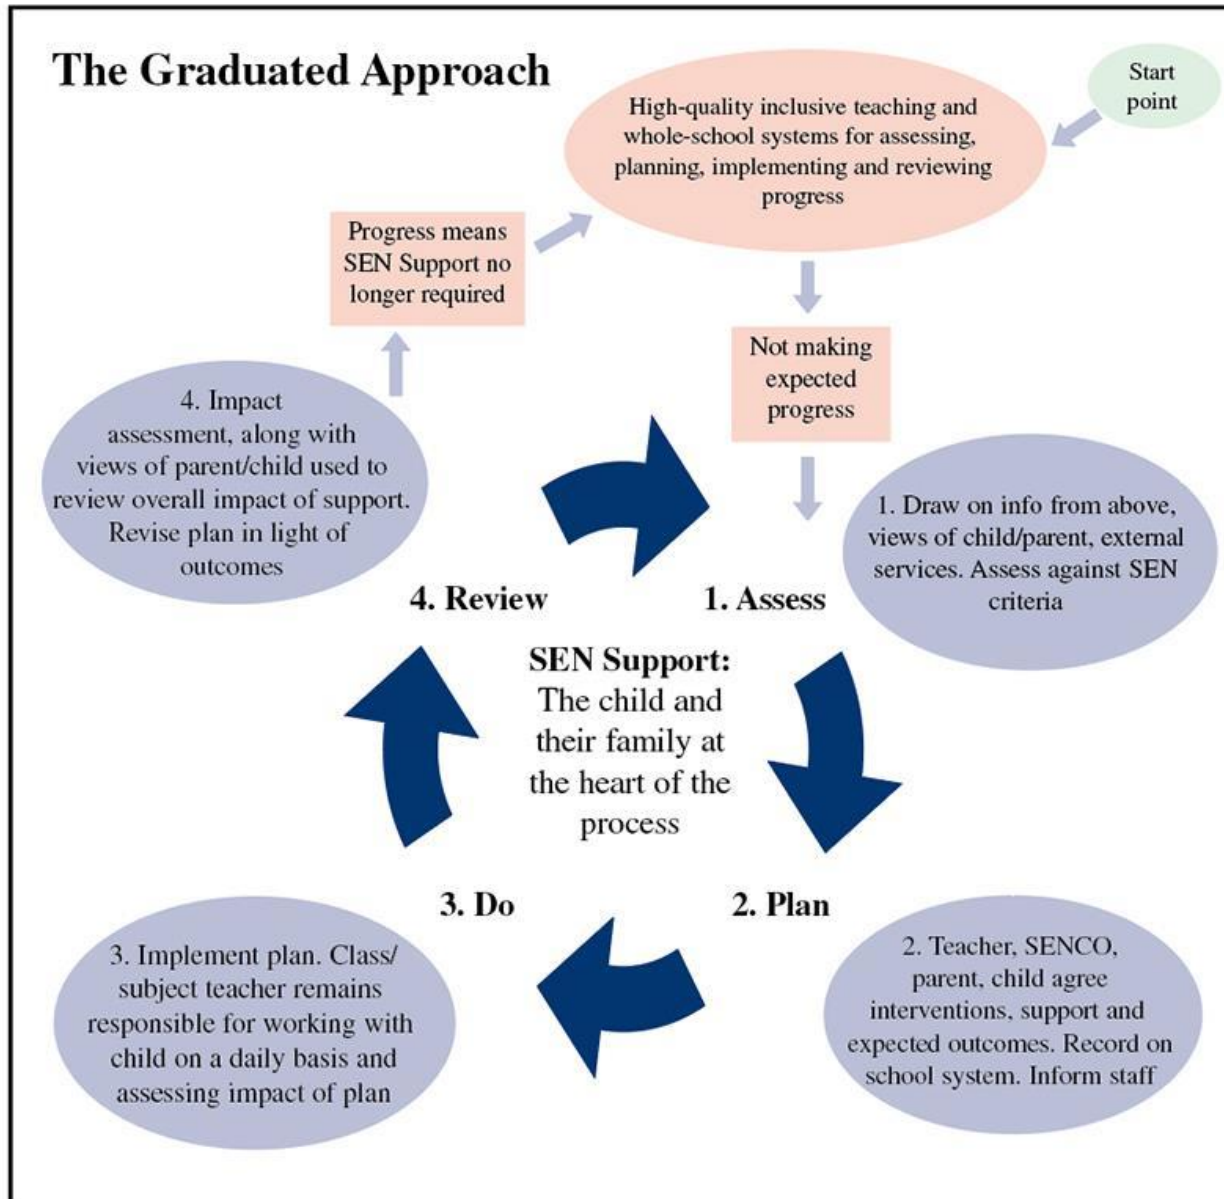 The Graduated Approach
Start
point
High-quality inclusive teaching and
whole-school systems for assessing,
planning, implementing and reviewing
progress
Progress means
SEN Support no
longer required
Not making
expected
progress
4. Impact
assessment, along with
views of parent/child used to
review overall impact of support.
Revise plan in light of
outcomes
1. Draw on info from above,
views of child/parent, external
services. Assess against SEN
criteria
4. Review
1. Assess
SEN Support:
The child and
their family at
the heart of the
process
3. Do
2. Plan
3. Implement plan. Class/
subject teacher remains
responsible for working with
child on a daily basis and
assessing impact of plan
2. Teacher, SENCO,
parent, child agree
interventions, support and
expected outcomes. Record on
school system. Inform staff